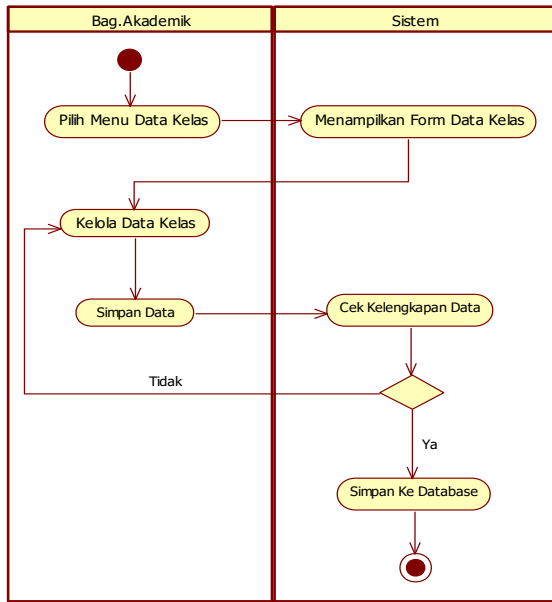 Bag.Akademik
Sistem
Pilih Menu Data Kelas
Menampilkan Form Data Kelas
Kelola Data Kelas
Simpan Data
Cek Kelengkapan Data
Tidak
Ya
Simpan Ke Database